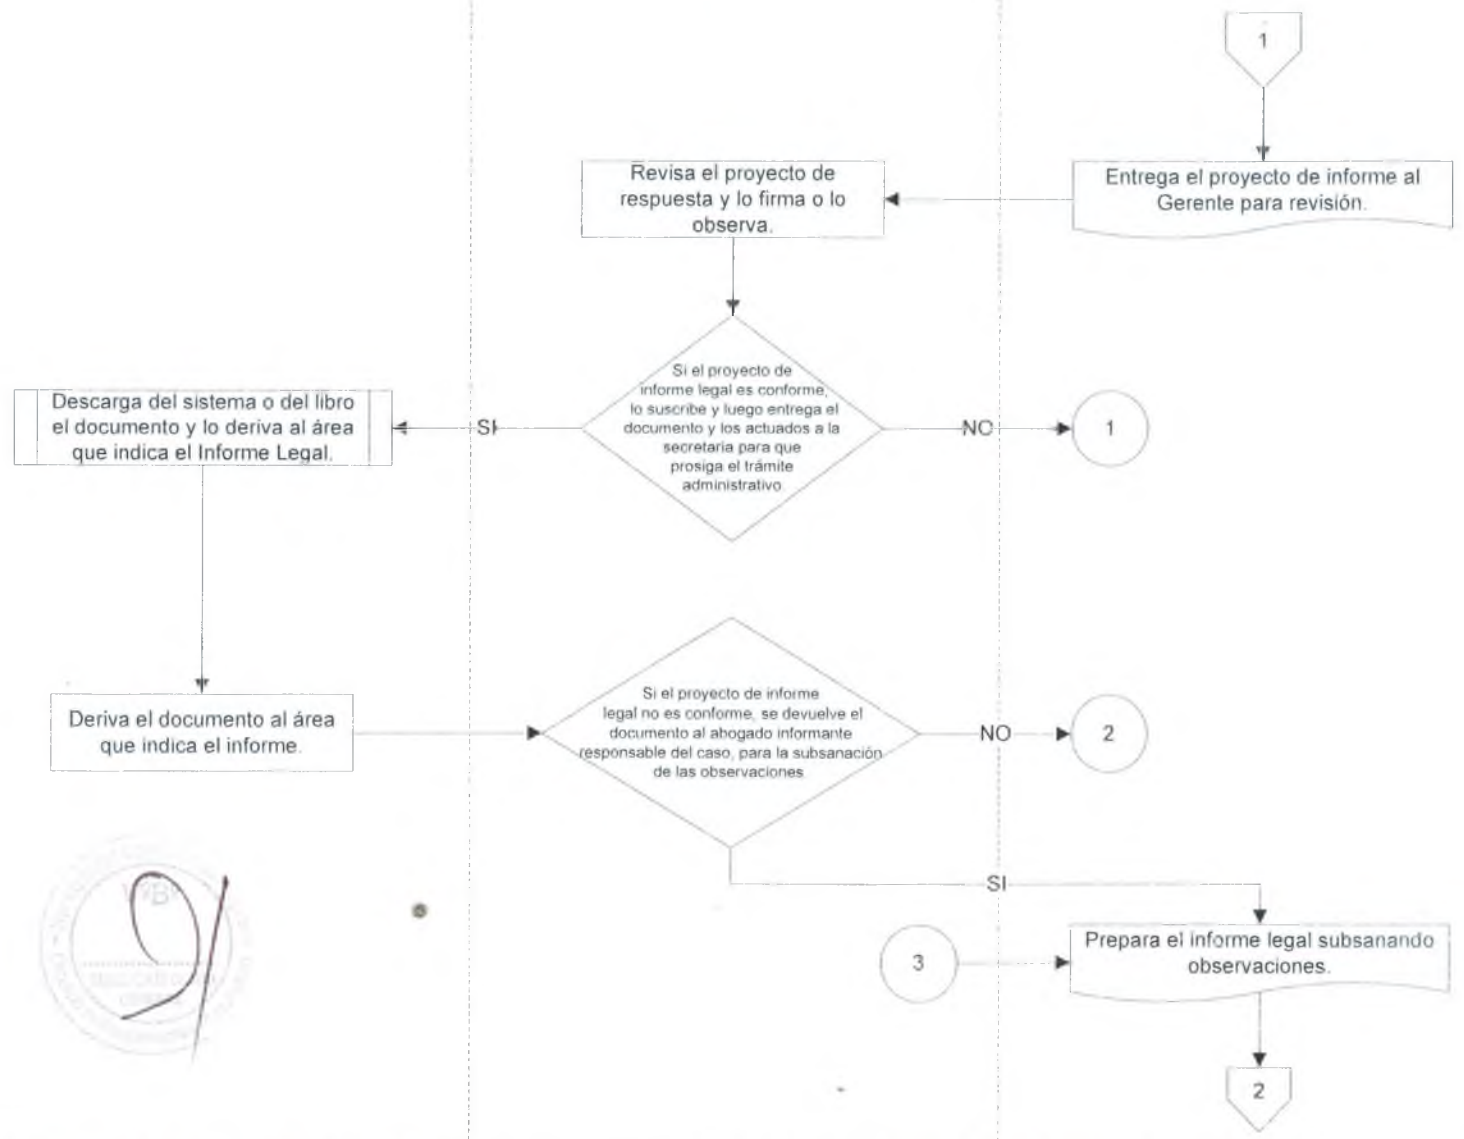 1
Revisa el proyecto de
respuesta y lo firma o lo
observa.
Entrega el proyecto de informe al
Gerente para revisión.
Si el proyecto de
informe legal es conforme,
lo suscribe y luego entrega el
documento y los actuados a la
secretaria para que
prosiga el trámite
administrativo
Descarga del sistema o del libro
el documento y lo deriva al área
que indica el Informe Legal.
SI
NO
1
Si el proyecto de informe
legal no es conforme, se devuelve el
documento al abogado informante
responsable del caso, para la subsanación
de las observaciones
Deriva el documento al área
que indica el informe.
NO
2
SI
3
Prepara el informe legal subsanando
observaciones.
2